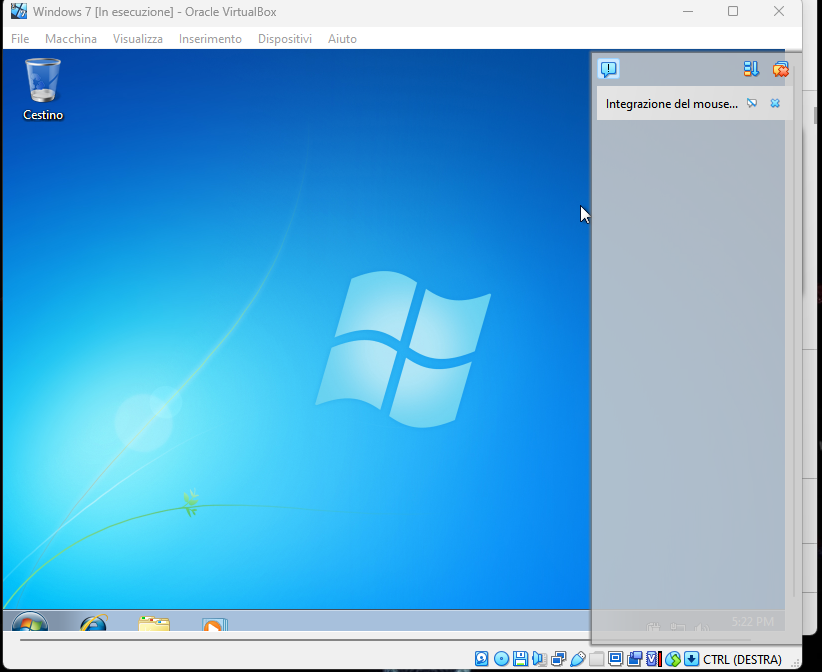 Windows 7 [In esecuzione] - Oracle VirtualBox
File Macchina Visualizza Inserimento Dispositivi Aiuto
Cestino
Integrazione del mouse...
5:22 PM
CTRL (DESTRA)